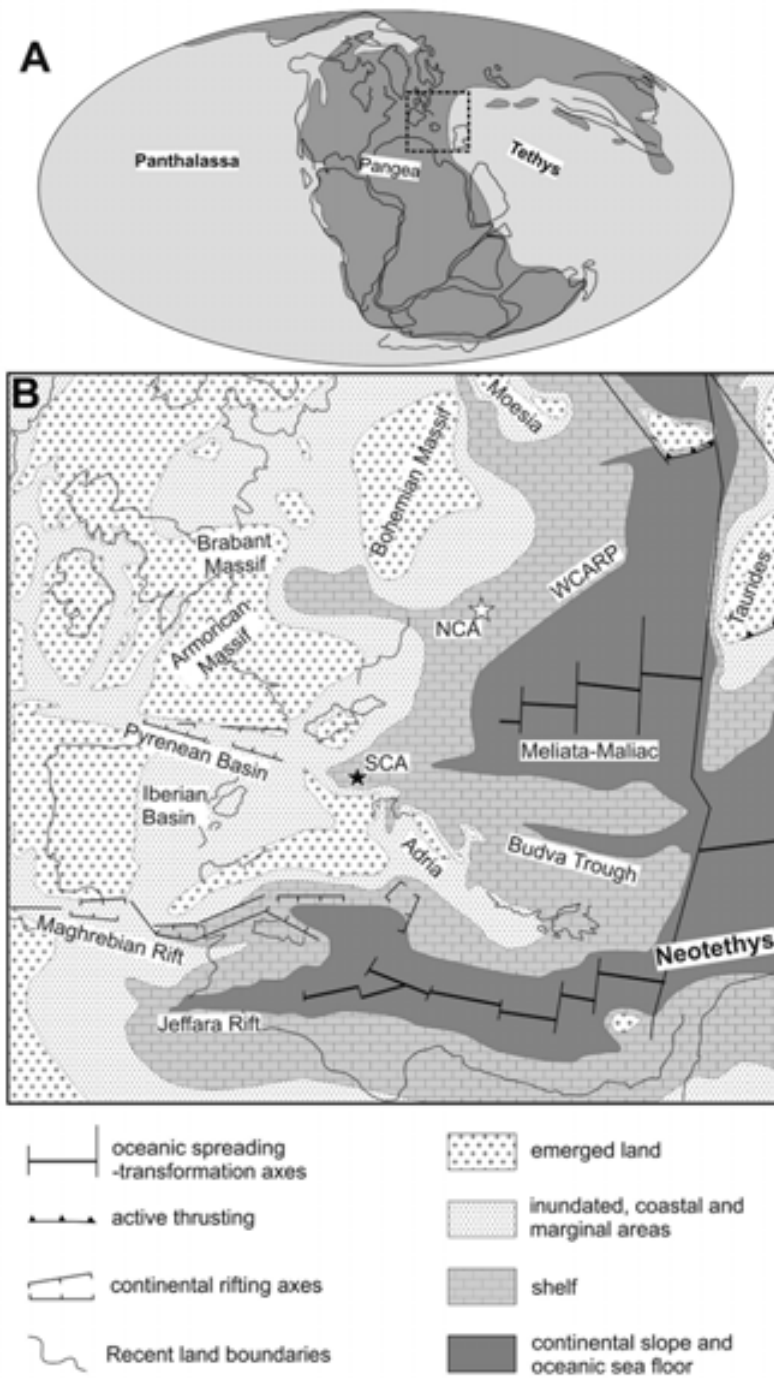 A
Panthalassa
Pangea
Tethys
B
Moesia
Bohemian Massif
Brabant
Massif
WCARP
Taurides
NCA
Armorican
Massif
Meliata-Maliac
Pyrenean Basin
SCA
Iberian
Basin
Adria
Budva Trough
Maghrebian Rift
Neotethys
Jeffara Rift
oceanic spreading
-transformation axes
active thrusting
continental rifting axes
Recent land boundaries
emerged land
inundated, coastal and
marginal areas
shelf
continental slope and
oceanic sea floor